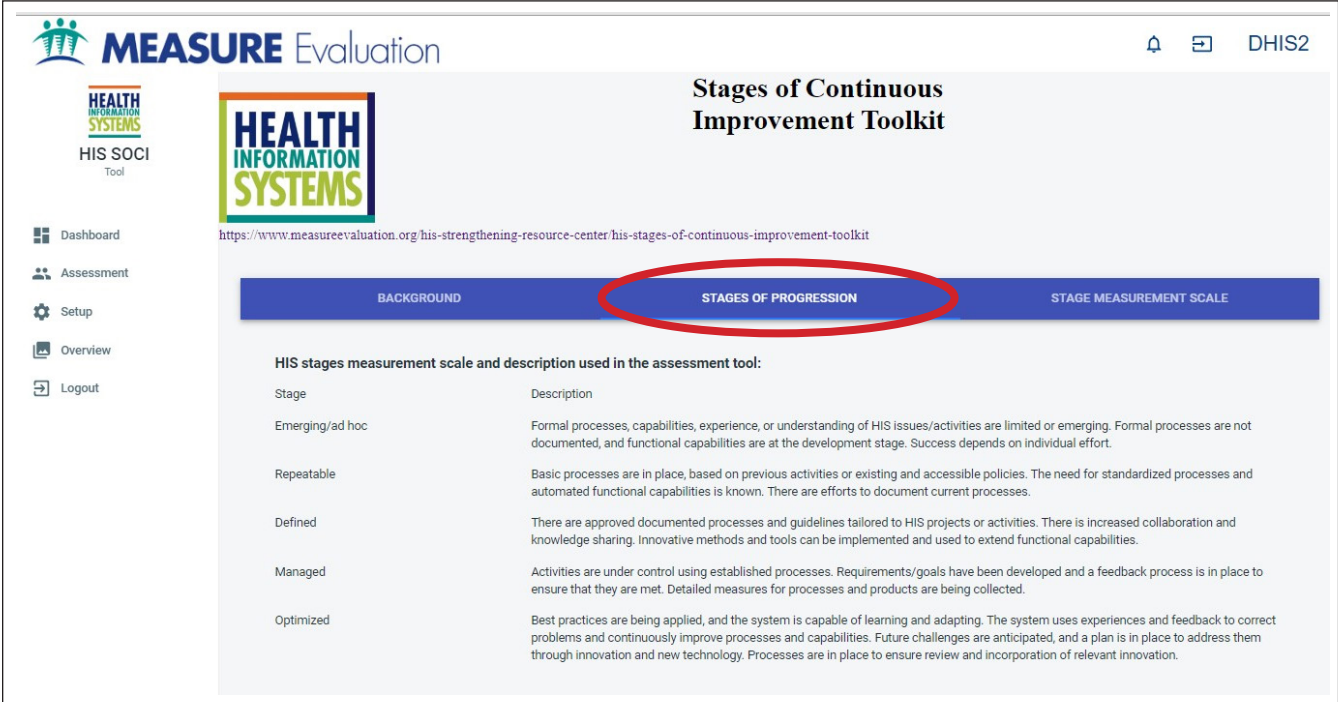 MEASURE Evaluation
DHIS2
HEALTH
INFORMATION
SYSTEMS
HIS SOCI
Tool
Dashboard
Assessment
Setup
Overview
Logout
HEALTH
INFORMATION
SYSTEMS
Stages of Continuous
Improvement Toolkit
https://www.measureevaluation.org/his-strengthening-resource-center/his-stages-of-continuous-improvement-toolkit
BACKGROUND
STAGES OF PROGRESSION
STAGE MEASUREMENT SCALE
HIS stages measurement scale and description used in the assessment tool:
Stage Description
Emerging/ad hoc Formal processes, capabilities, experience, or understanding of HIS issues/activities are limited or emerging. Formal processes are not
documented, and functional capabilities are at the development stage. Success depends on individual effort.
Repeatable Basic processes are in place, based on previous activities or existing and accessible policies. The need for standardized processes and
automated functional capabilities is known. There are efforts to document current processes.
Defined There are approved documented processes and guidelines tailored to HIS projects or activities. There is increased collaboration and
knowledge sharing. Innovative methods and tools can be implemented and used to extend functional capabilities.
Managed Activities are under control using established processes. Requirements/goals have been developed and a feedback process is in place to
ensure that they are met. Detailed measures for processes and products are being collected.
Optimized Best practices are being applied, and the system is capable of learning and adapting. The system uses experiences and feedback to correct
problems and continuously improve processes and capabilities. Future challenges are anticipated, and a plan is in place to address them
through innovation and new technology. Processes are in place to ensure review and incorporation of relevant innovation.